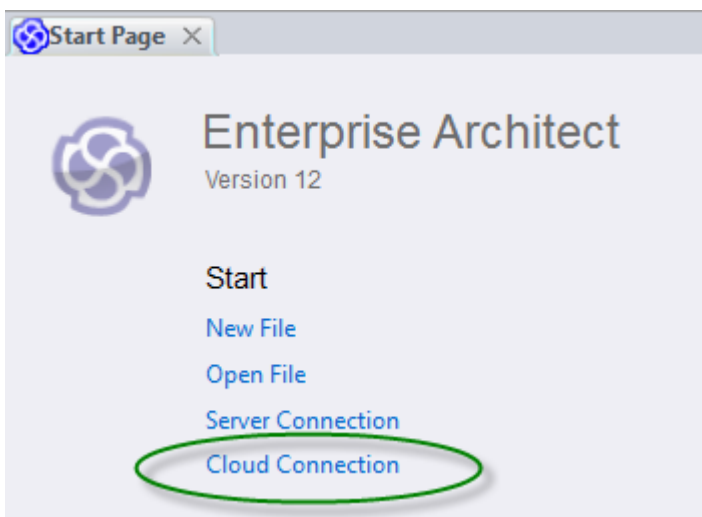 Start Page
Enterprise Architect
Version 12
Start
New File
Open File
Server Connection
Cloud Connection